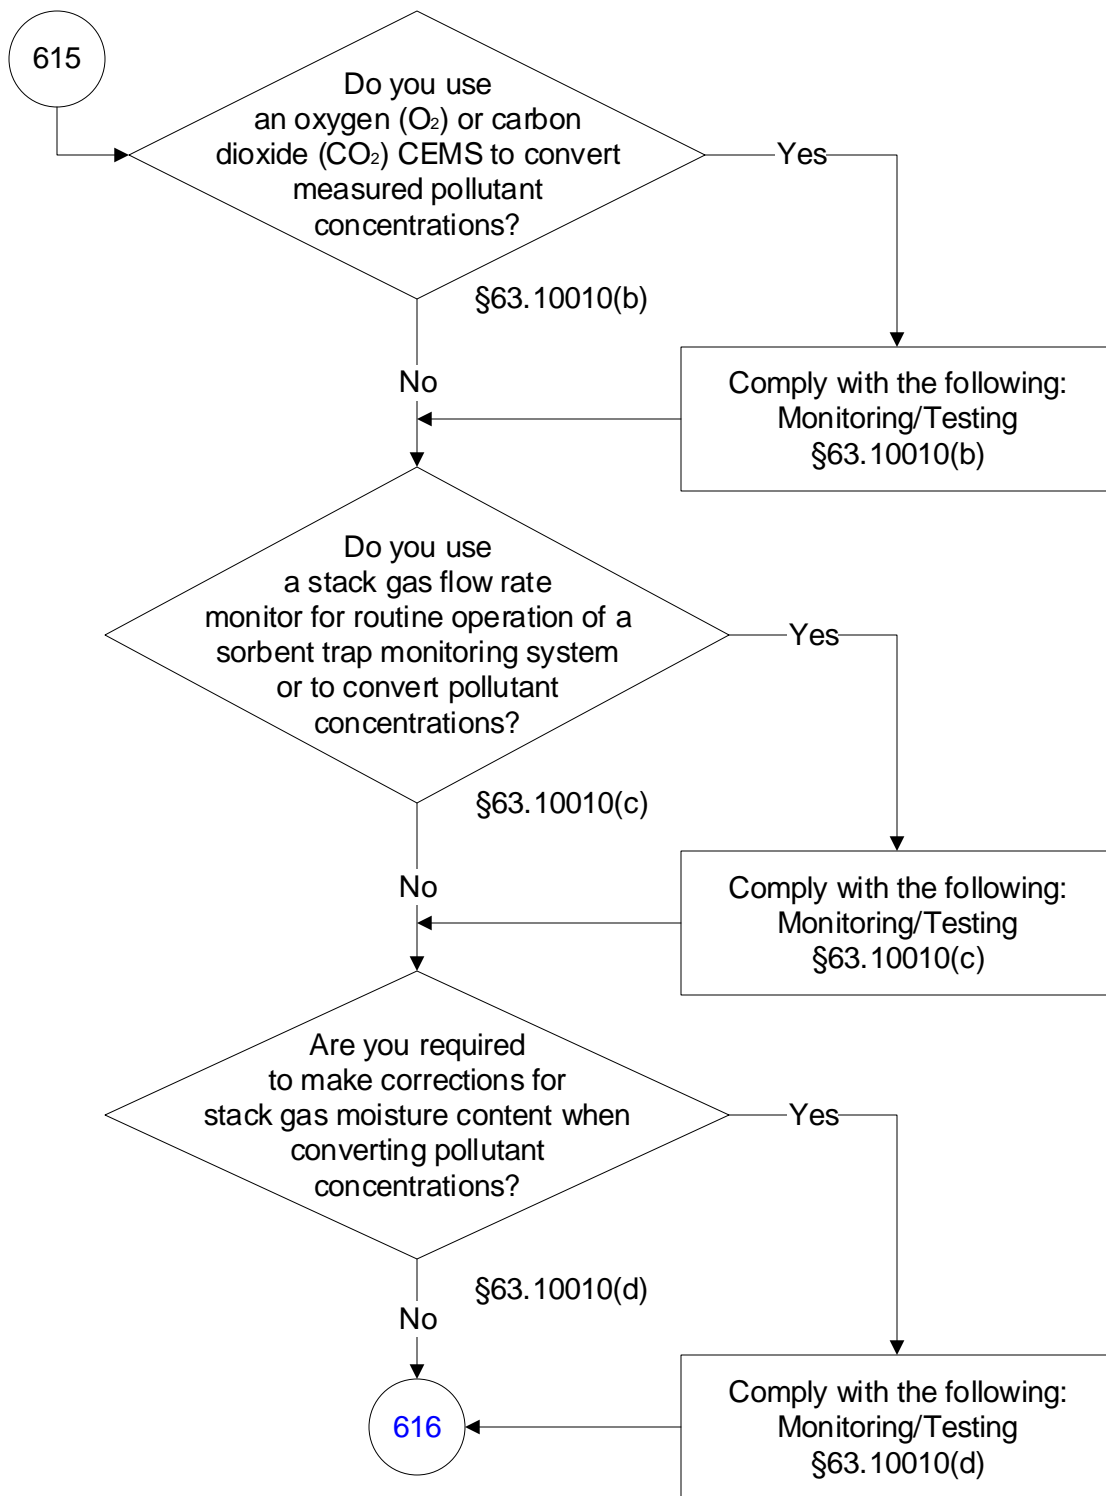 615
Do you use
an oxygen (O₂) or carbon
dioxide (CO₂) CEMS to convert
measured pollutant
concentrations?
Yes
§63.10010(b)
No
Comply with the following:
Monitoring/Testing
§63.10010(b)
Do you use
a stack gas flow rate
monitor for routine operation of a
sorbent trap monitoring system
or to convert pollutant
concentrations?
Yes
§63.10010(c)
No
Comply with the following:
Monitoring/Testing
§63.10010(c)
Are you required
to make corrections for
stack gas moisture content when
converting pollutant
concentrations?
Yes
§63.10010(d)
No
Comply with the following:
Monitoring/Testing
§63.10010(d)
616